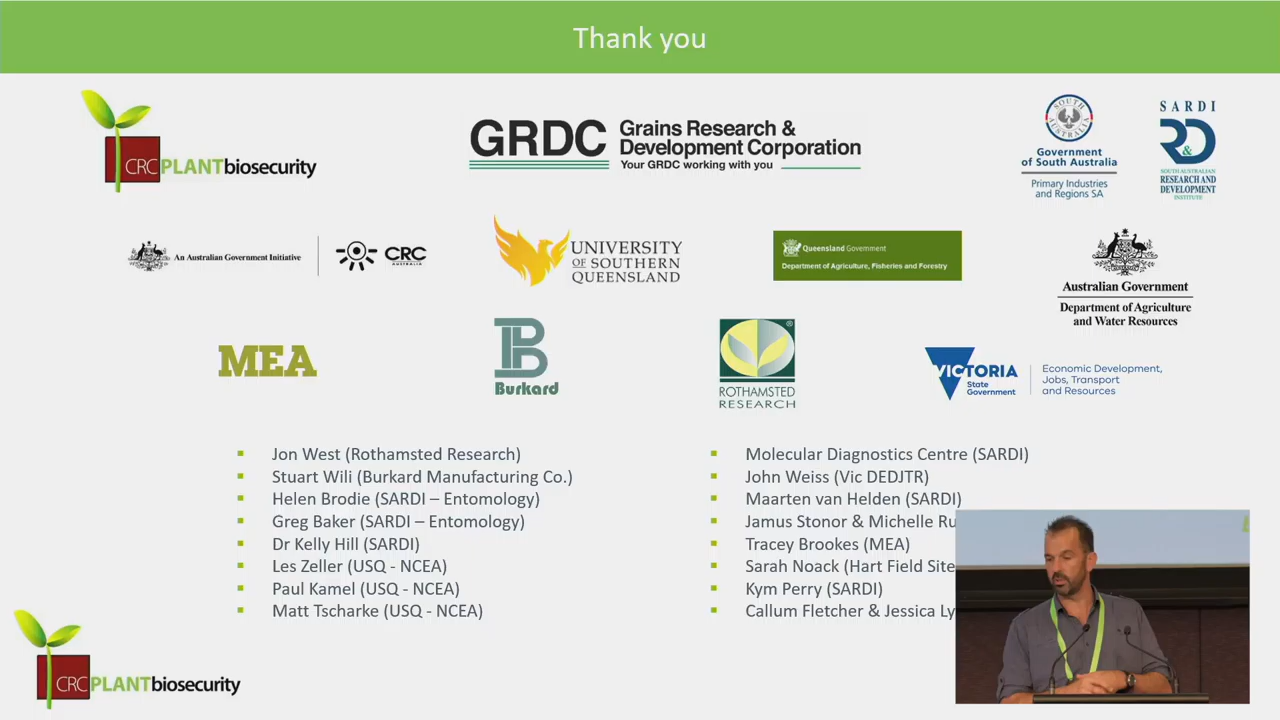 Thank you
CRCPLANTbiosecurity
GRDC
Grains Research &
Development Corporation
Your GRDC working with you
SOUTH AUSTRALIA
Government
of South Australia
Primary Industries
and Regions SA
SARDI
R&D
SOUTH AUSTRALIAN
RESEARCH AND
DEVELOPMENT
INSTITUTE
An Australian Government Initiative
CRC
AUSTRALIA
UNIVERSITY
OF SOUTHERN
QUEENSLAND
Queensland Government
Department of Agriculture, Fisheries and Forestry
Australian Government
Department of Agriculture
and Water Resources
MEA
B
Burkard
ROTHAMSTED
RESEARCH
VICTORIA
State
Government
Economic Development,
Jobs, Transport
and Resources
Jon West (Rothamsted Research)
Stuart Wili (Burkard Manufacturing Co.)
Helen Brodie (SARDI – Entomology)
Greg Baker (SARDI – Entomology)
Dr Kelly Hill (SARDI)
Les Zeller (USQ - NCEA)
Paul Kamel (USQ - NCEA)
Matt Tscharke (USQ - NCEA)
Molecular Diagnostics Centre (SARDI)
John Weiss (Vic DEDJTR)
Maarten van Helden (SARDI)
Jamus Stonor & Michelle Ru
Tracey Brookes (MEA)
Sarah Noack (Hart Field Site
Kym Perry (SARDI)
Callum Fletcher & Jessica Ly
CRCPLANTbiosecurity